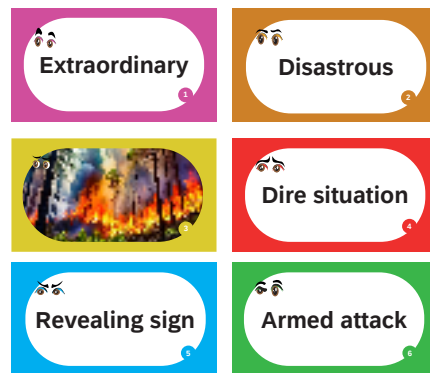 Extraordinary
1
Disastrous
2
3
Dire situation
4
Revealing sign
5
Armed attack
6